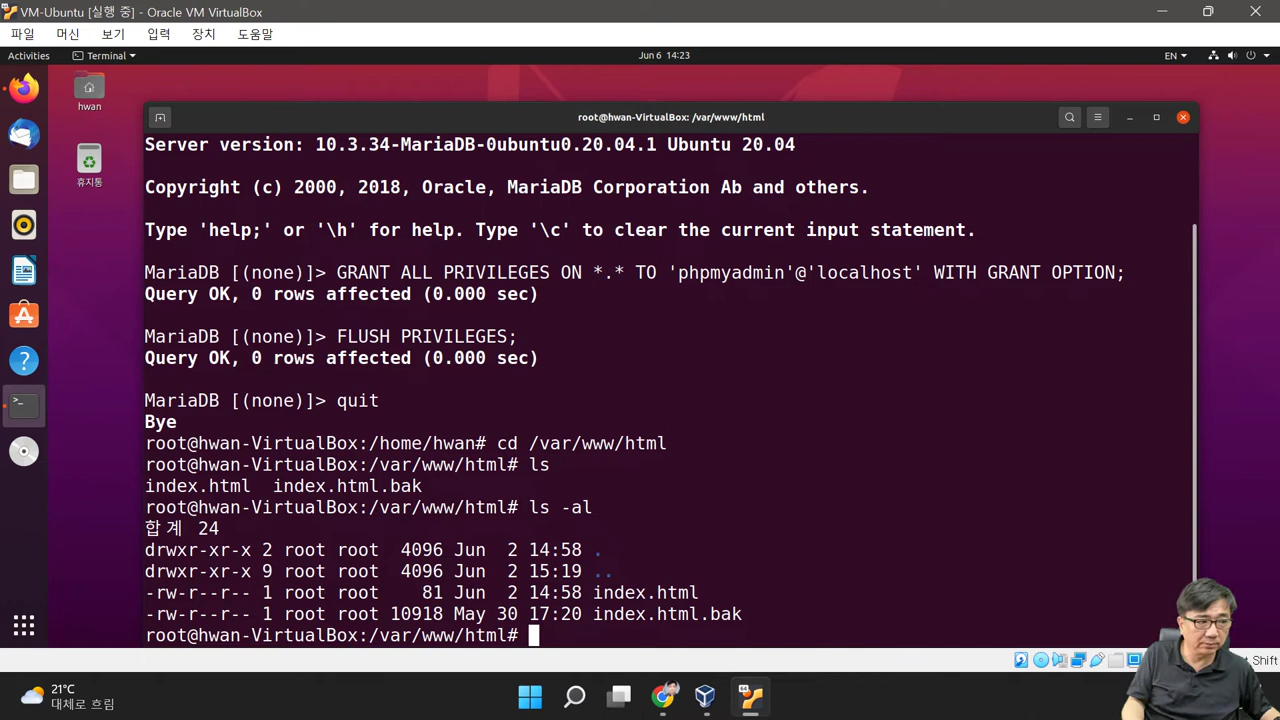 VM-Ubuntu [실행 중] - Oracle VM VirtualBox
파일 머신 보기 입력 장치 도움말
Activities Terminal Jun 6 14:23 EN
hwan
휴지통
root@hwan-VirtualBox: /var/www/html
Server version: 10.3.34-MariaDB-0ubuntu0.20.04.1 Ubuntu 20.04
Copyright (c) 2000, 2018, Oracle, MariaDB Corporation Ab and others.
Type 'help;' or '\h' for help. Type '\c' to clear the current input statement.
MariaDB [(none)]> GRANT ALL PRIVILEGES ON *.* TO 'phpmyadmin'@'localhost' WITH GRANT OPTION;
Query OK, 0 rows affected (0.000 sec)
MariaDB [(none)]> FLUSH PRIVILEGES;
Query OK, 0 rows affected (0.000 sec)
MariaDB [(none)]> quit
Bye
root@hwan-VirtualBox:/home/hwan# cd /var/www/html
root@hwan-VirtualBox:/var/www/html# ls
index.html  index.html.bak
root@hwan-VirtualBox:/var/www/html# ls -al
합계 24
drwxr-xr-x 2 root root  4096 Jun  2 14:58 .
drwxr-xr-x 9 root root  4096 Jun  2 15:19 ..
-rw-r--r-- 1 root root    81 Jun  2 14:58 index.html
-rw-r--r-- 1 root root 10918 May 30 17:20 index.html.bak
root@hwan-VirtualBox:/var/www/html#
Shift
21°C
대체로 흐림